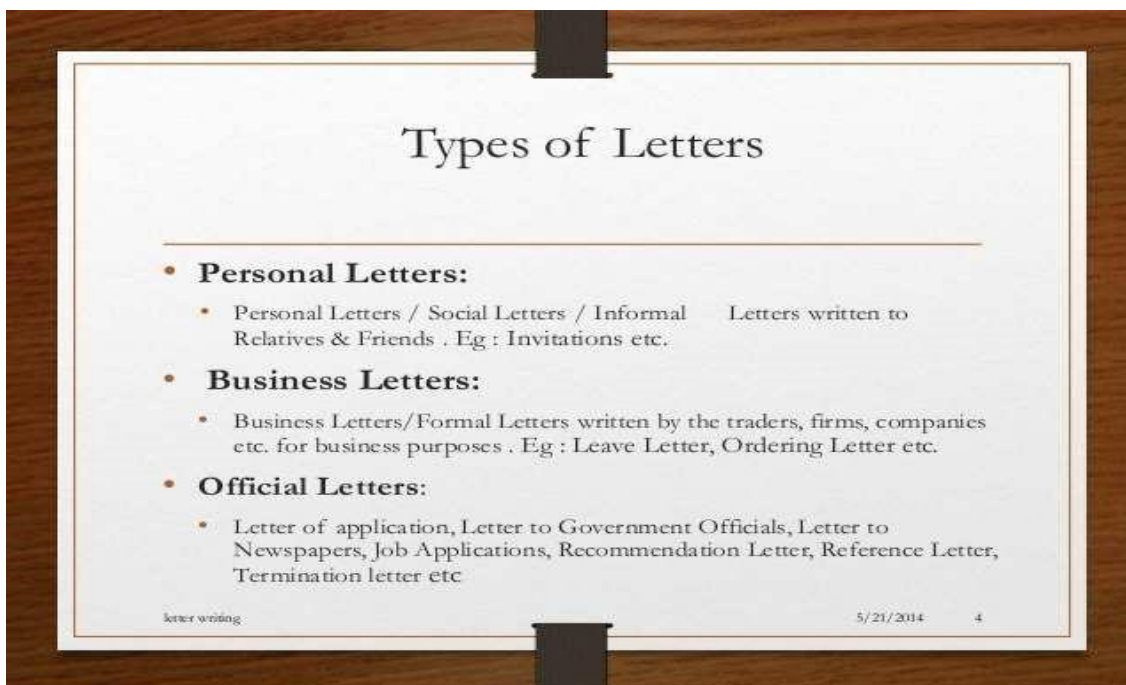 Types of Letters
• Personal Letters:
• Personal Letters / Social Letters / Informal Letters written to
Relatives & Friends . Eg : Invitations etc.
• Business Letters:
• Business Letters/Formal Letters written by the traders, firms, companies
etc. for business purposes . Eg : Leave Letter, Ordering Letter etc.
• Official Letters:
• Letter of application, Letter to Government Officials, Letter to
Newspapers, Job Applications, Recommendation Letter, Reference Letter,
Termination letter etc
letter writing 5/21/2014 4